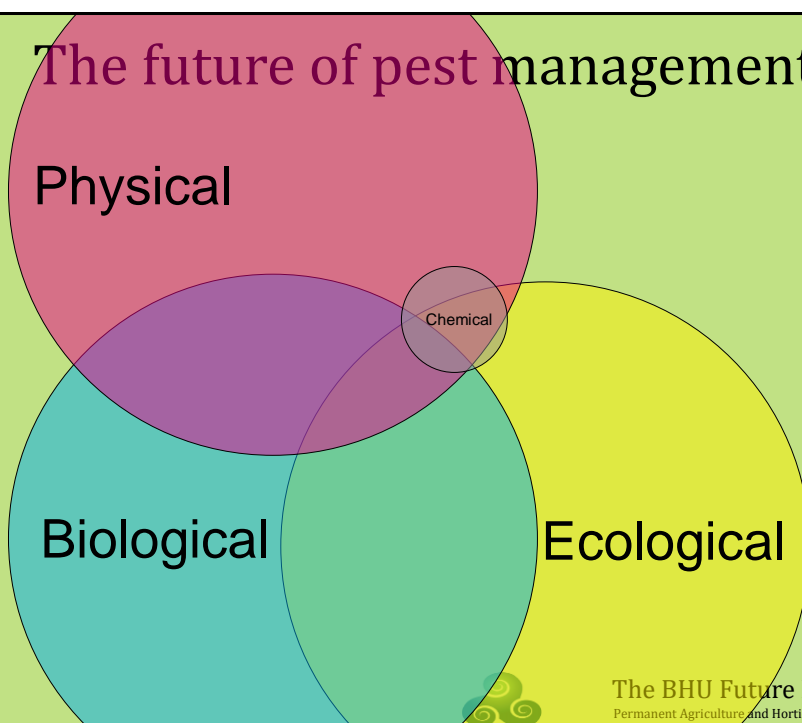 The future of pest management
Physical
Chemical
Biological
Ecological
The BHU Future
Permanent Agriculture and Horti